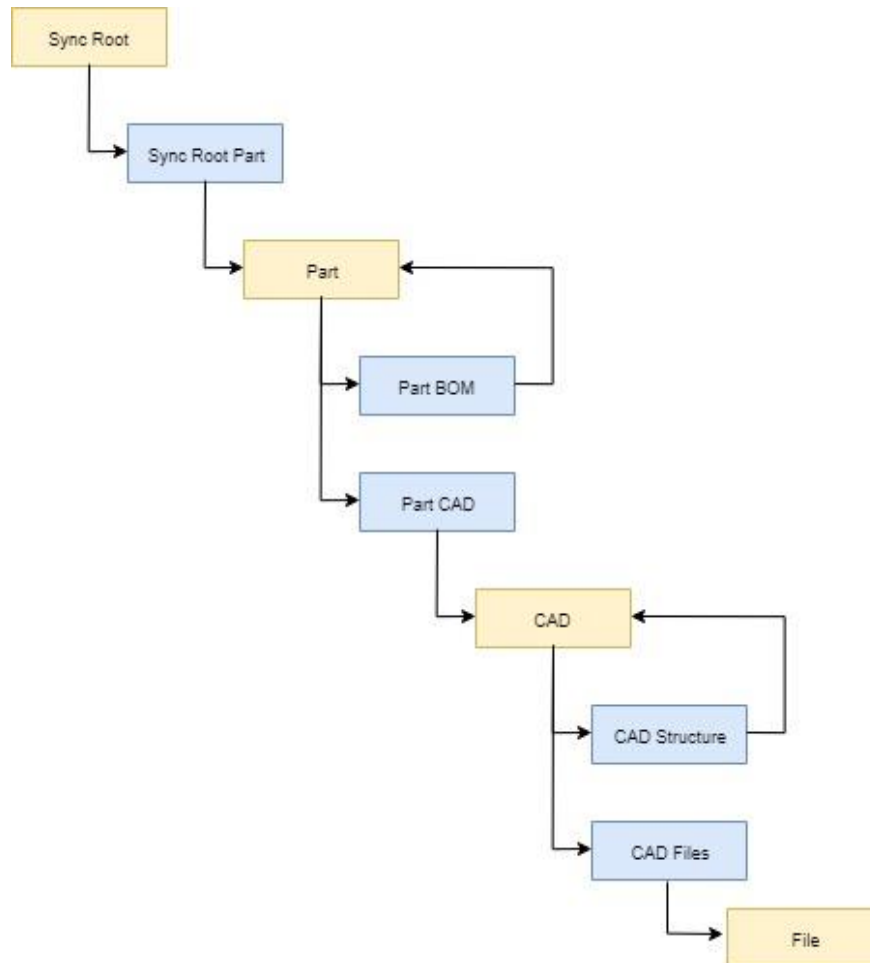 Sync Root
Sync Root Part
Part
Part BOM
Part CAD
CAD
CAD Structure
CAD Files
File